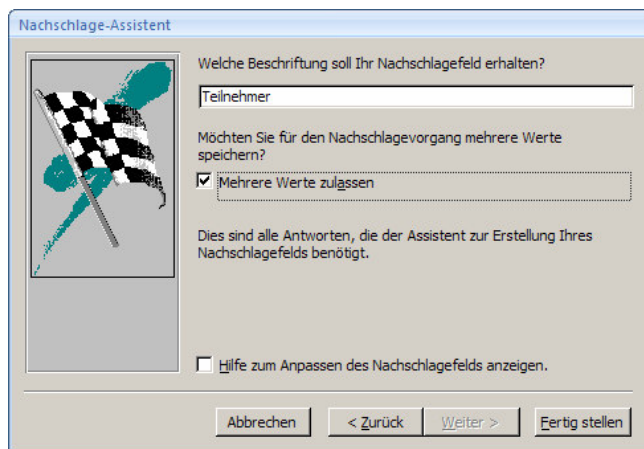 Nachschlage-Assistent
Welche Beschriftung soll Ihr Nachschlagefeld erhalten?
Teilnehmer
Möchten Sie für den Nachschlagevorgang mehrere Werte
speichern?
Mehrere Werte zulassen
Dies sind alle Antworten, die der Assistent zur Erstellung Ihres
Nachschlagefelds benötigt.
Hilfe zum Anpassen des Nachschlagefelds anzeigen.
Abbrechen < Zurück Weiter > Fertig stellen